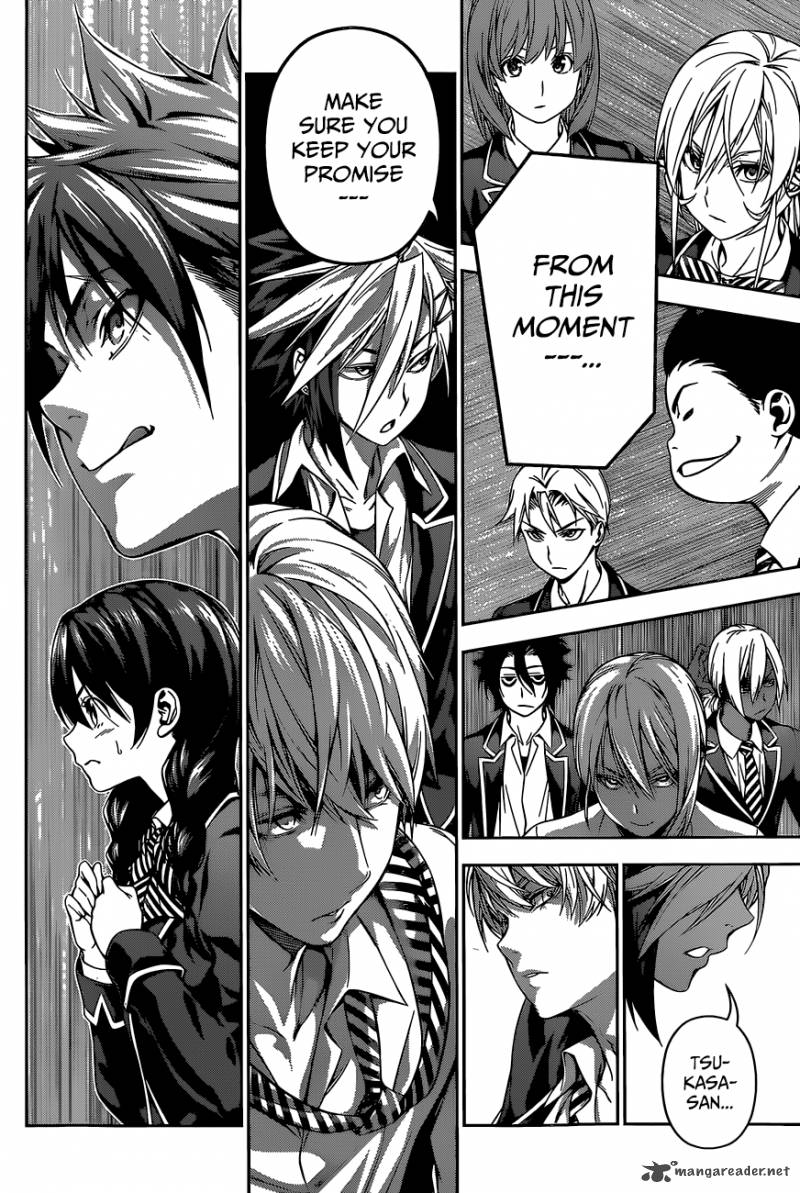 FROM
THIS
MOMENT
---...
TSU-
KASA-
SAN...
MAKE
SURE YOU
KEEP YOUR
PROMISE
---
mangareader.net